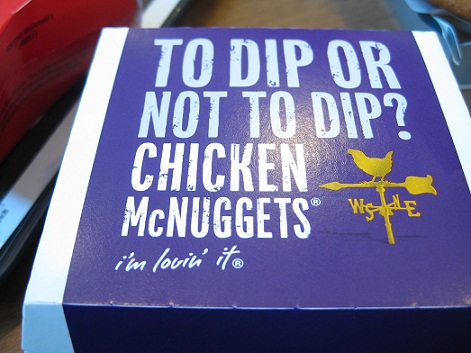 TO DIP OR
NOT TO DIP?
CHICKEN
McNUGGETS®
W S N E
i'm lovin' it®